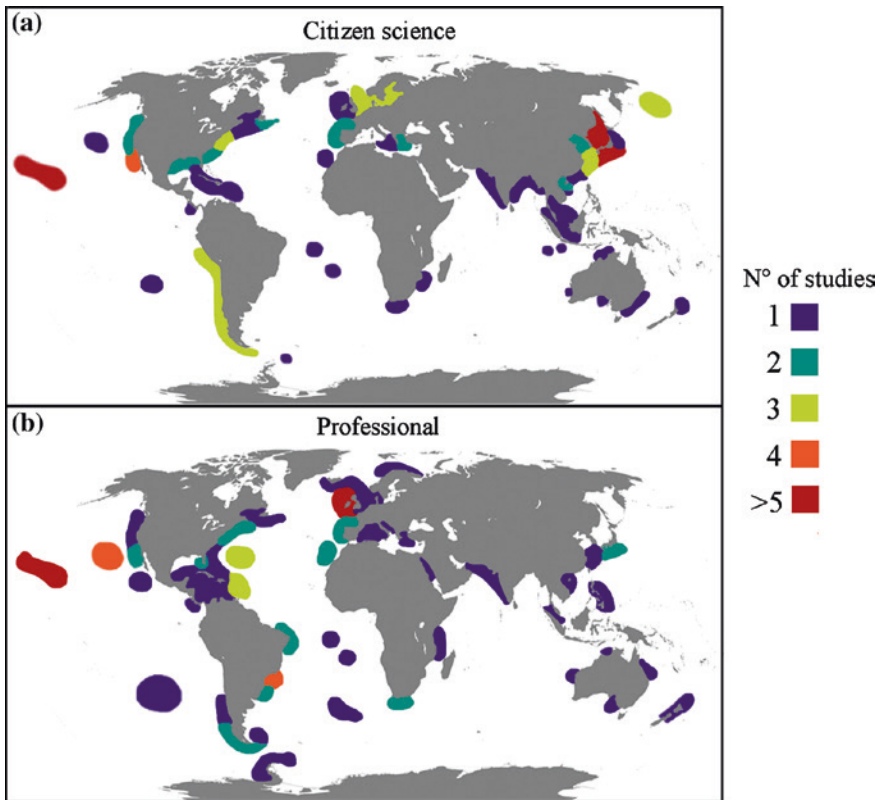 (a)
Citizen science
N° of studies
1
2
3
4
>5
(b)
Professional